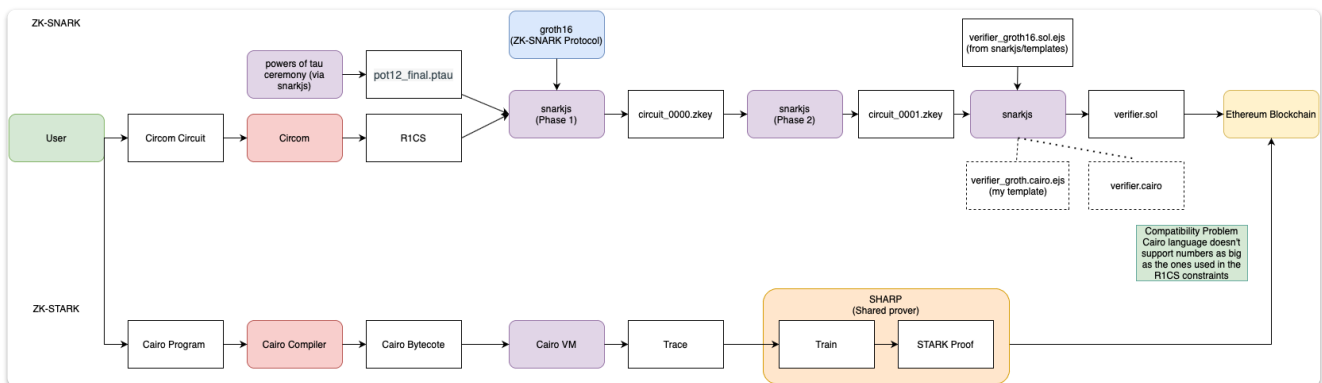 ZK-SNARK
groth16
(ZK-SNARK Protocol)
verifier_groth16.sol.ejs
(from snarkjs/templates)
powers of tau
ceremony (via
snarkjs)
pot12_final.ptau
User
Circom Circuit
Circom
R1CS
snarkjs
(Phase 1)
circuit_0000.zkey
snarkjs
(Phase 2)
circuit_0001.zkey
snarkjs
verifier.sol
Ethereum Blockchain
verifier_groth.cairo.ejs
(my template)
verifier.cairo
Compatibility Problem
Cairo language doesn't
support numbers as big
as the ones used in the
R1CS constraints
ZK-STARK
SHARP
(Shared prover)
Cairo Program
Cairo Compiler
Cairo Bytecote
Cairo VM
Trace
Train
STARK Proof